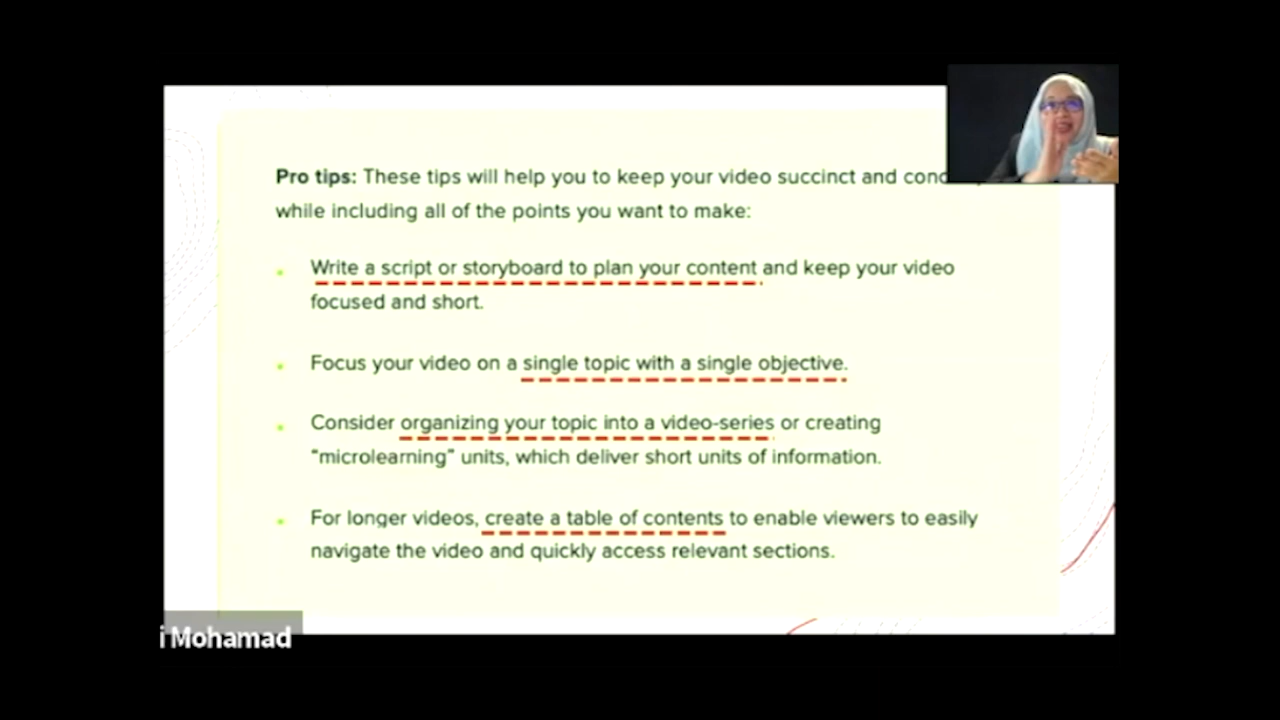 Pro tips: These tips will help you to keep your video succinct and
while including all of the points you want to make:
Write a script or storyboard to plan your content and keep your video
focused and short.
Focus your video on a single topic with a single objective.
Consider organizing your topic into a video-series or creating
“microlearning” units, which deliver short units of information.
For longer videos, create a table of contents to enable viewers to easily
navigate the video and quickly access relevant sections.
i Mohamad